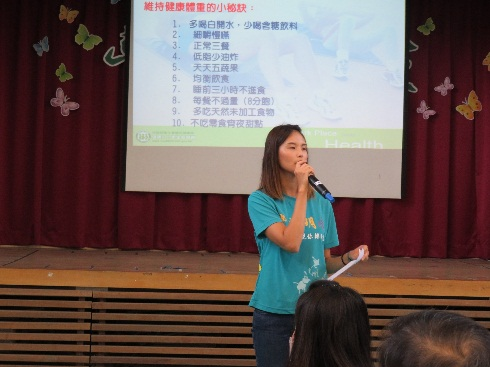 維持健康體重的小秘訣：
1. 多喝白開水，少喝含糖飲料
2. 細嚼慢嚥
3. 正常三餐
4. 低脂少油炸
5. 天天五蔬果
6. 均衡飲食
7. 睡前三小時不進食
8. 每餐不過量（8分飽）
9. 多吃天然未加工食物
10. 不吃零食宵夜甜點
Health